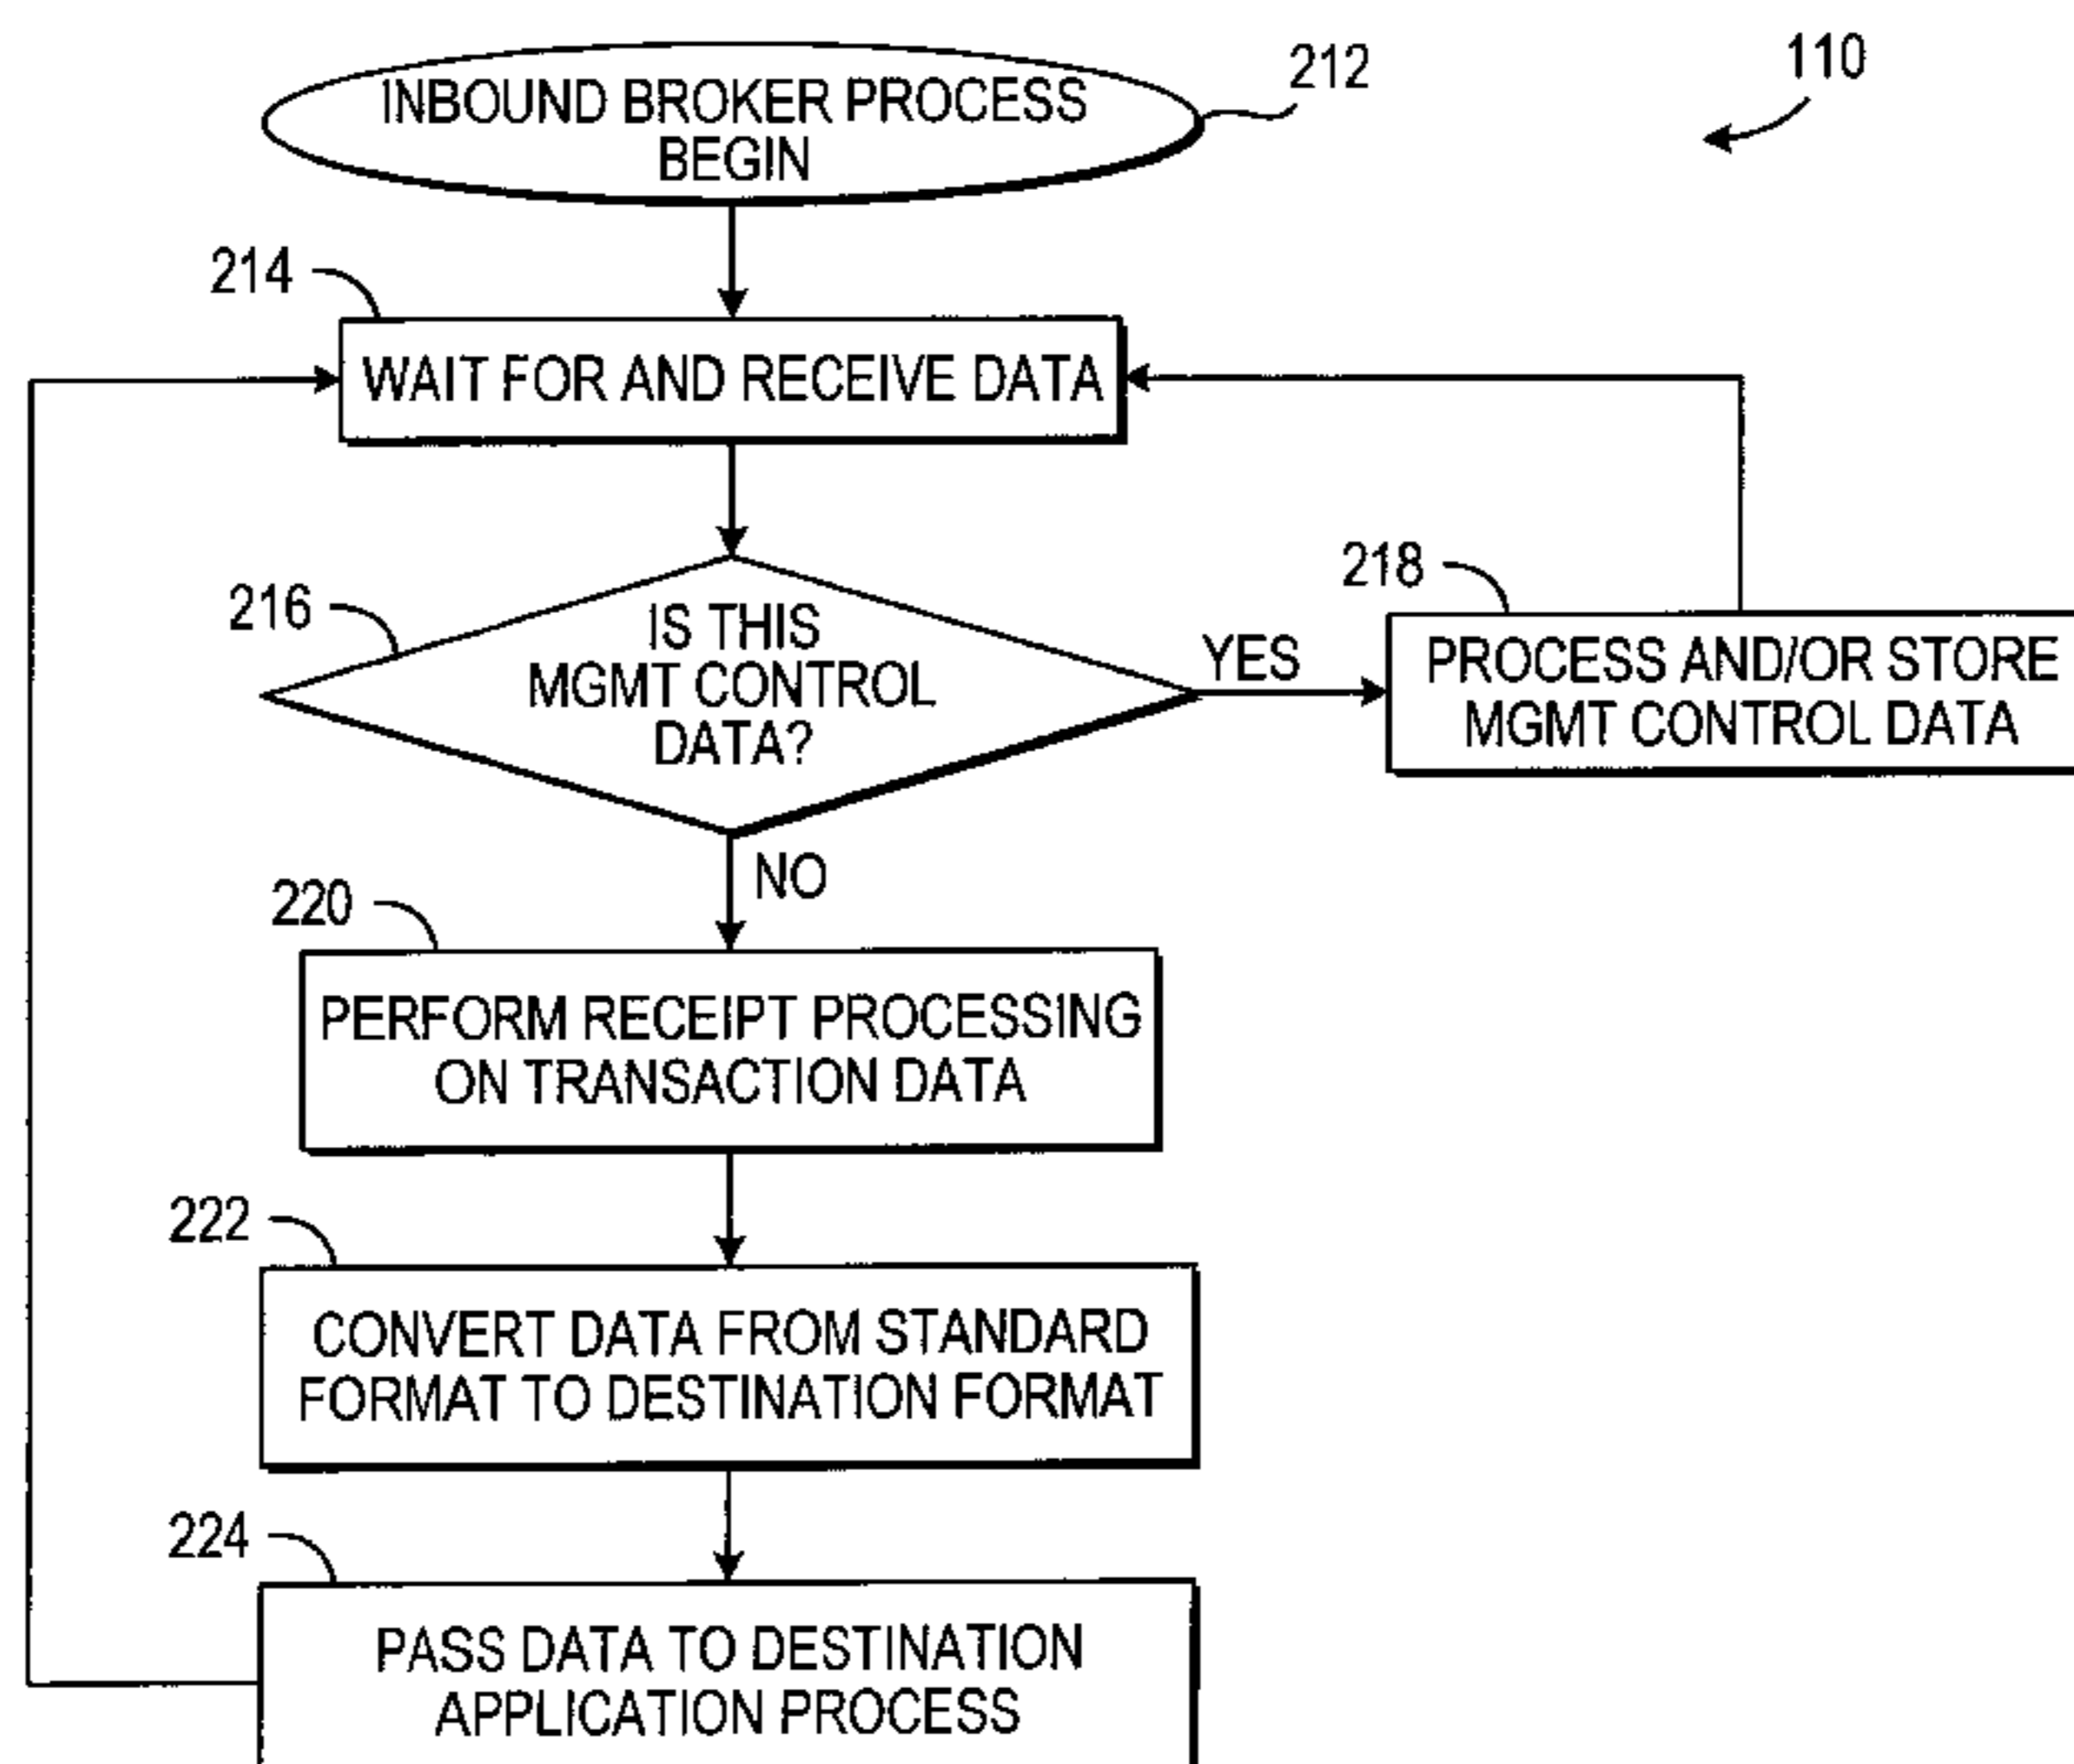 110
212
INBOUND BROKER PROCESS
BEGIN
214
WAIT FOR AND RECEIVE DATA
216
IS THIS
MGMT CONTROL
DATA?
YES
218
PROCESS AND/OR STORE
MGMT CONTROL DATA
NO
220
PERFORM RECEIPT PROCESSING
ON TRANSACTION DATA
222
CONVERT DATA FROM STANDARD
FORMAT TO DESTINATION FORMAT
224
PASS DATA TO DESTINATION
APPLICATION PROCESS